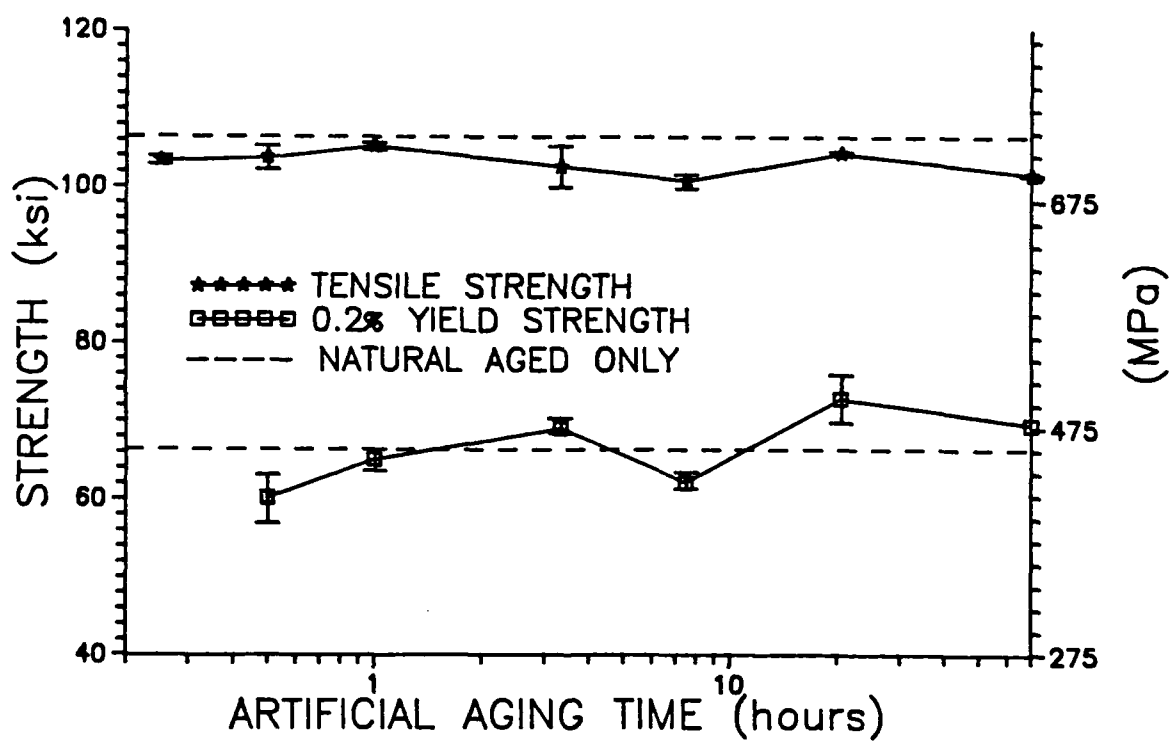 120
100
80
60
40
STRENGTH (ksi)
TENSILE STRENGTH
0.2% YIELD STRENGTH
NATURAL AGED ONLY
675
475
275
(MPa)
1
10
ARTIFICIAL AGING TIME (hours)